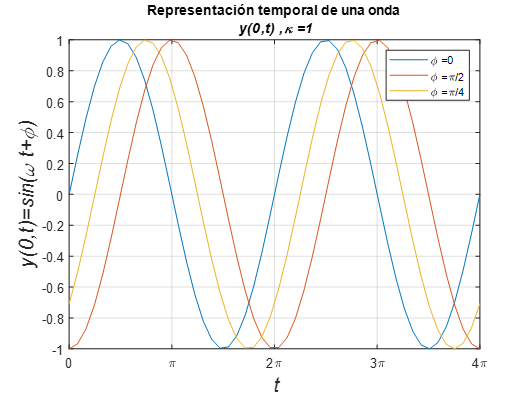 Representación temporal de una onda
y(0,t) ,κ =1
y(0,t)=sin(ω t+ϕ)
1
0.8
0.6
0.4
0.2
0
-0.2
-0.4
-0.6
-0.8
-1
ϕ =0
ϕ =π/2
ϕ =π/4
0 π 2π 3π 4π
t